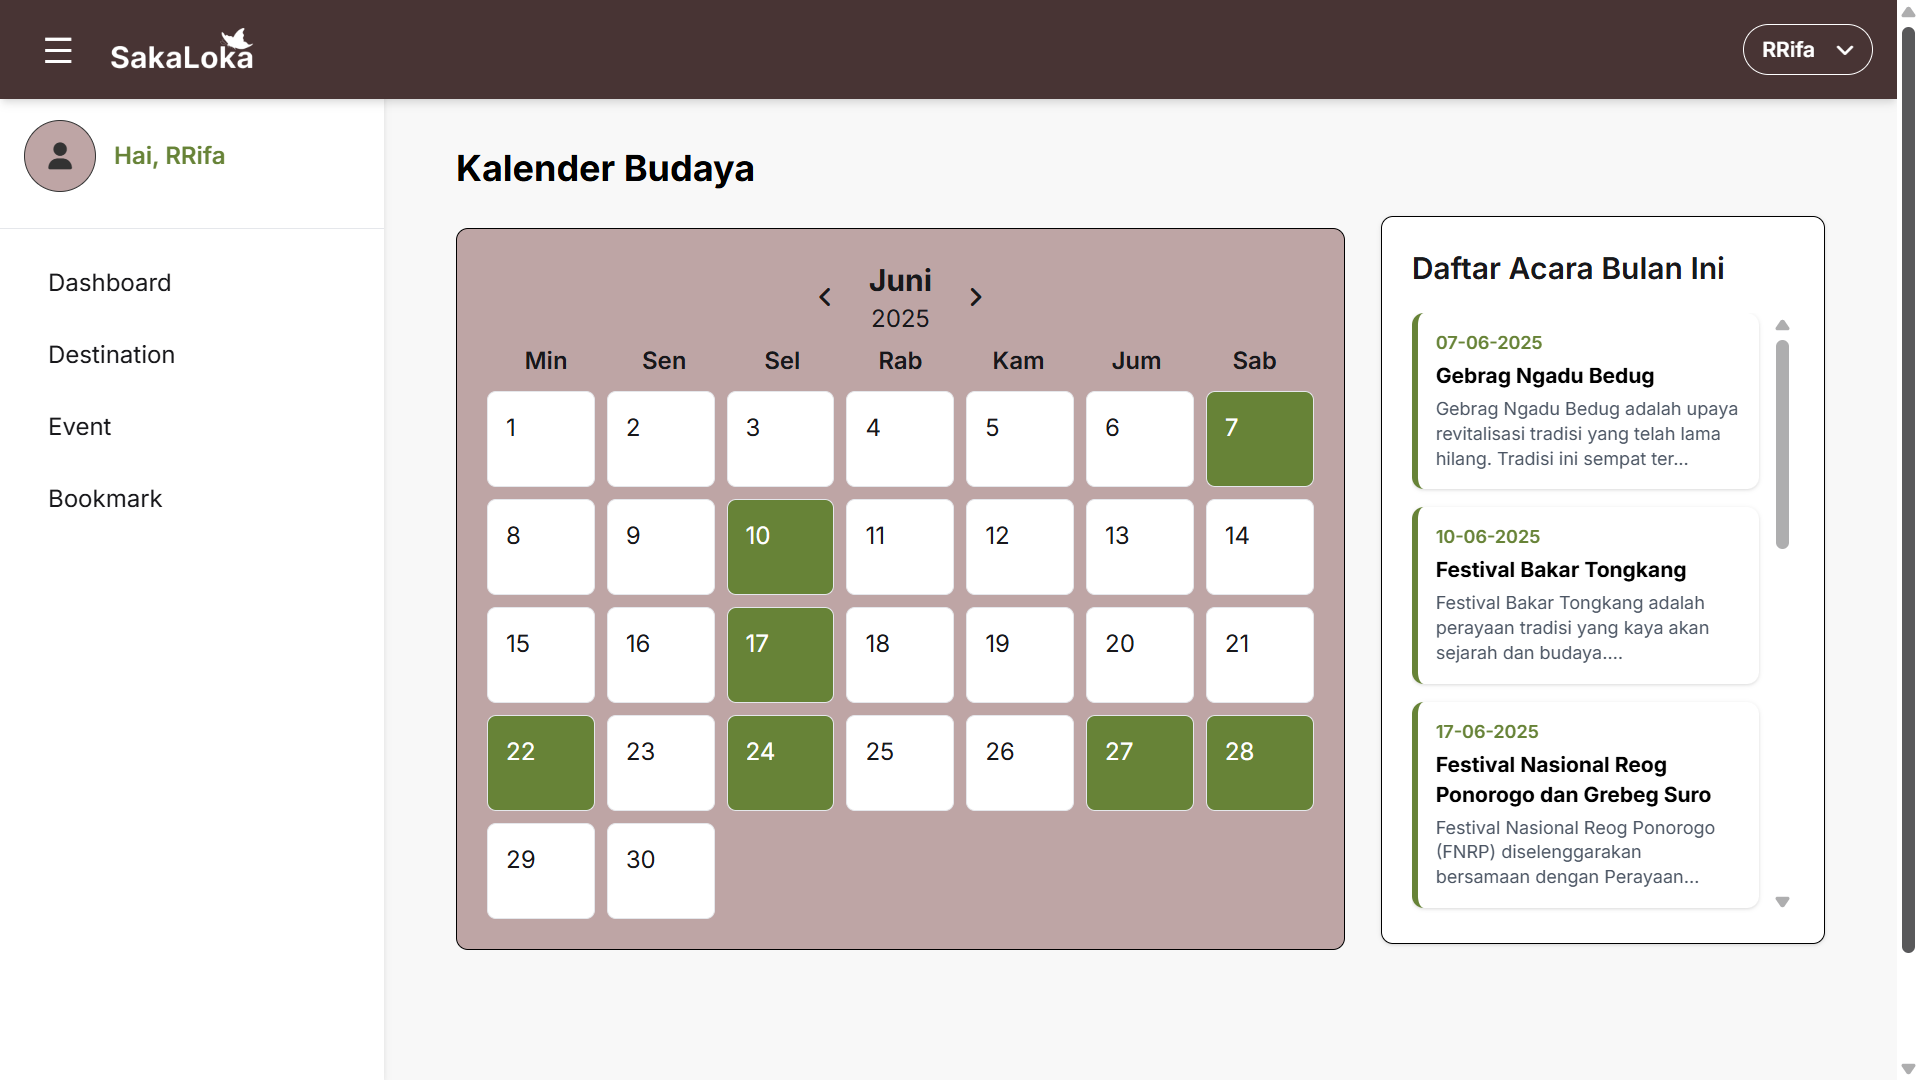 SakaLoka
RRifa
Hai, RRifa
Dashboard
Destination
Event
Bookmark
Kalender Budaya
Juni
2025
Min Sen Sel Rab Kam Jum Sab
1 2 3 4 5 6 7
8 9 10 11 12 13 14
15 16 17 18 19 20 21
22 23 24 25 26 27 28
29 30
Daftar Acara Bulan Ini
07-06-2025
Gebrag Ngadu Bedug
Gebrag Ngadu Bedug adalah upaya
revitalisasi tradisi yang telah lama
hilang. Tradisi ini sempat ter...
10-06-2025
Festival Bakar Tongkang
Festival Bakar Tongkang adalah
perayaan tradisi yang kaya akan
sejarah dan budaya....
17-06-2025
Festival Nasional Reog
Ponorogo dan Grebeg Suro
Festival Nasional Reog Ponorogo
(FNRP) diselenggarakan
bersamaan dengan Perayaan...